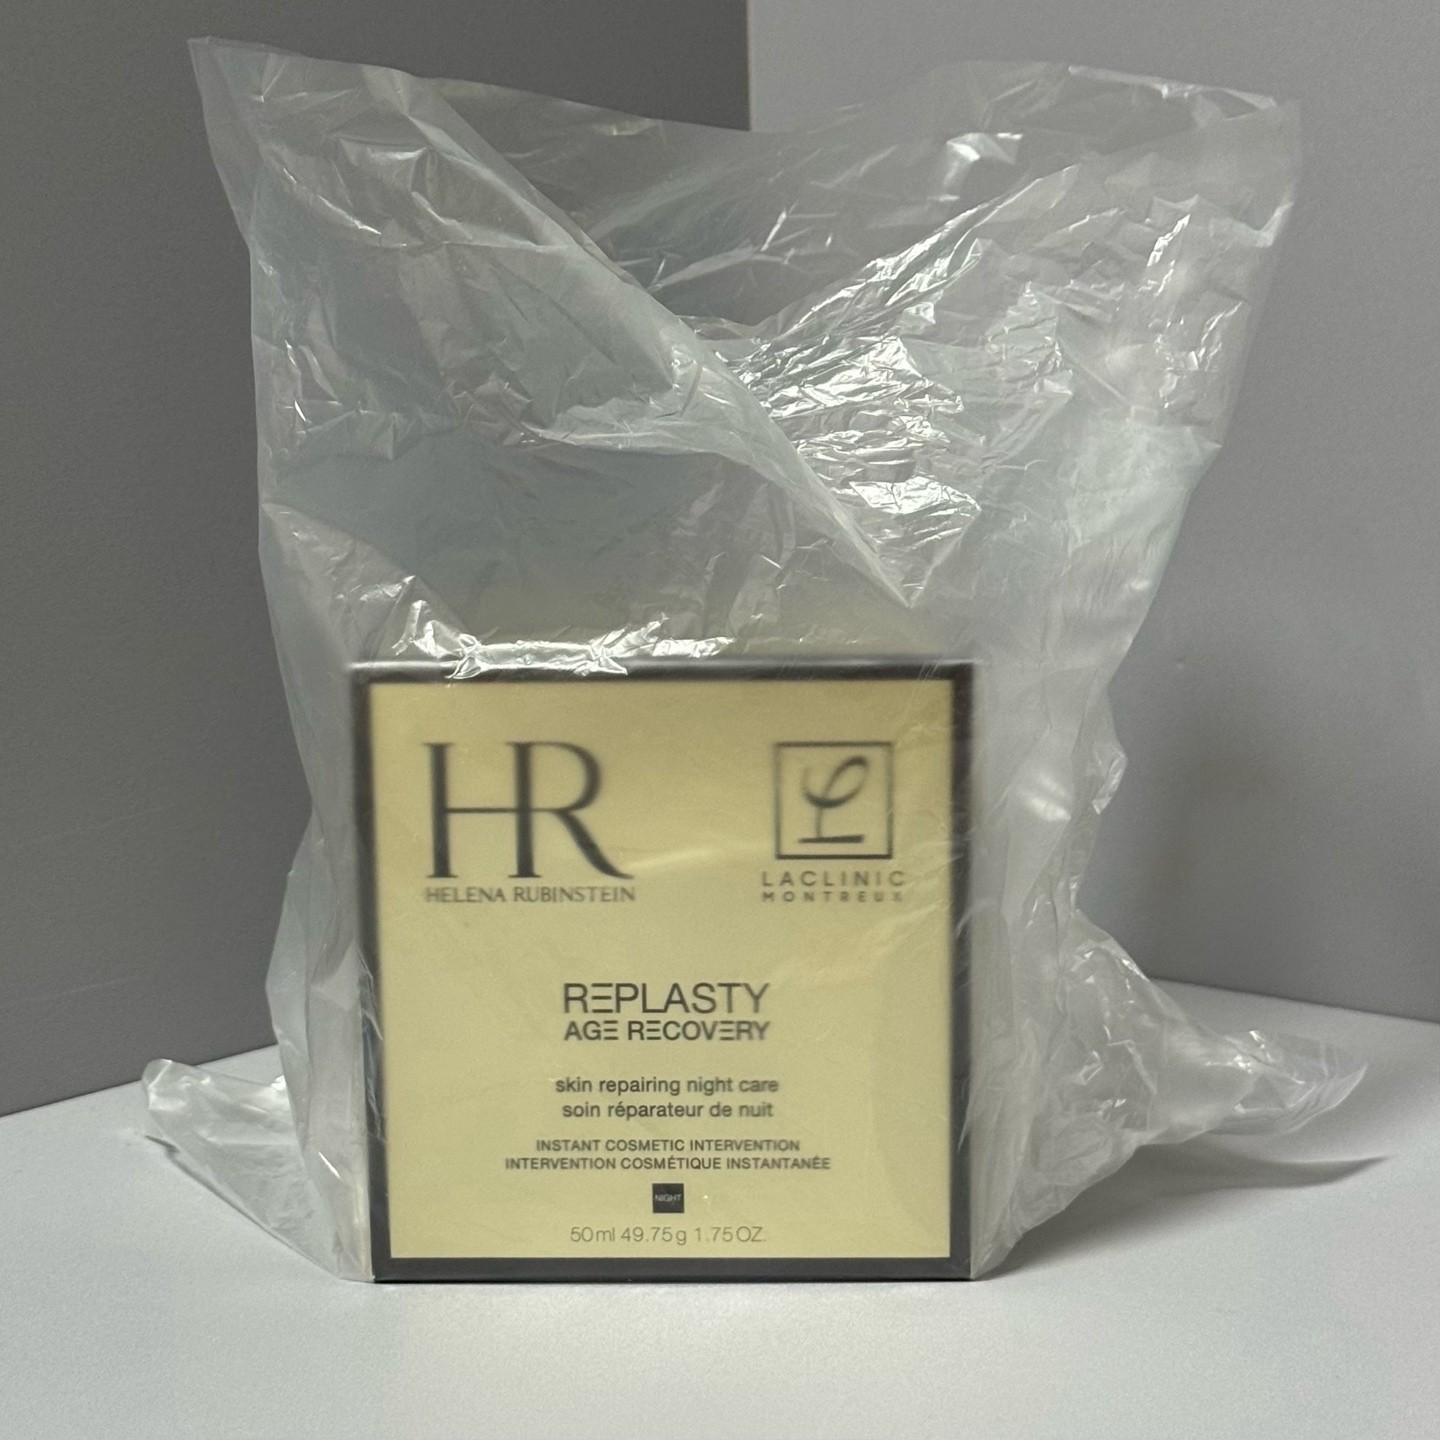 HR
HELENA RUBINSTEIN
LACLINIC
MONTREUX
REPLASTY
AGE RECOVERY
skin repairing night care
soin réparateur de nuit
INSTANT COSMETIC INTERVENTION
INTERVENTION COSMÉTIQUE INSTANTANÉE
NIGHT
50ml 49.75g 1.75OZ.